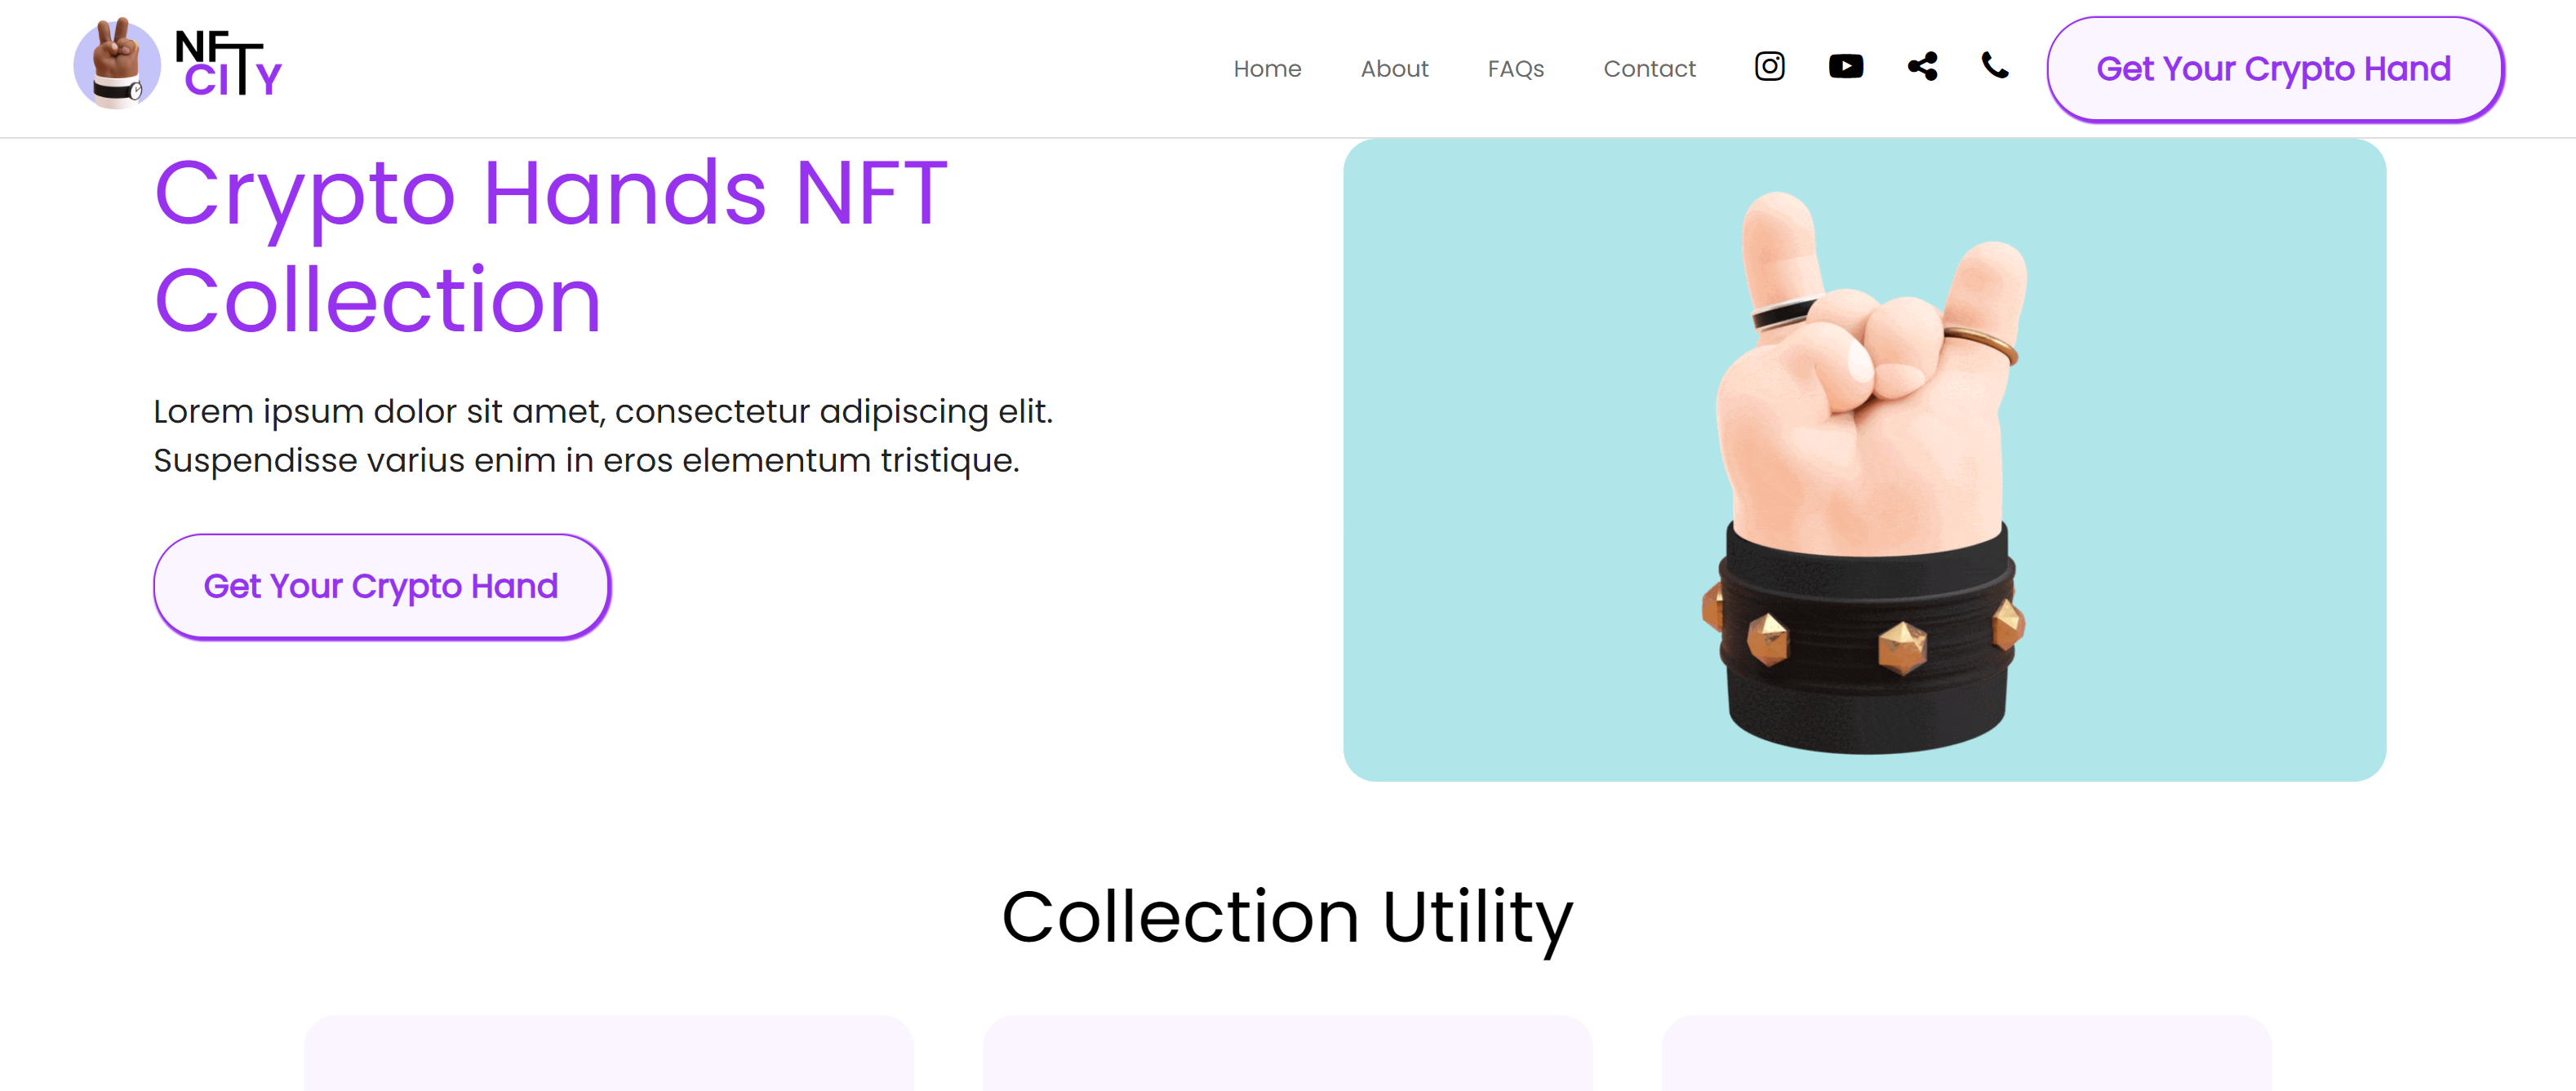 NFT
CITY
Home
About
FAQs
Contact
Get Your Crypto Hand
Crypto Hands NFT
Collection
Lorem ipsum dolor sit amet, consectetur adipiscing elit.
Suspendisse varius enim in eros elementum tristique.
Get Your Crypto Hand
Collection Utility